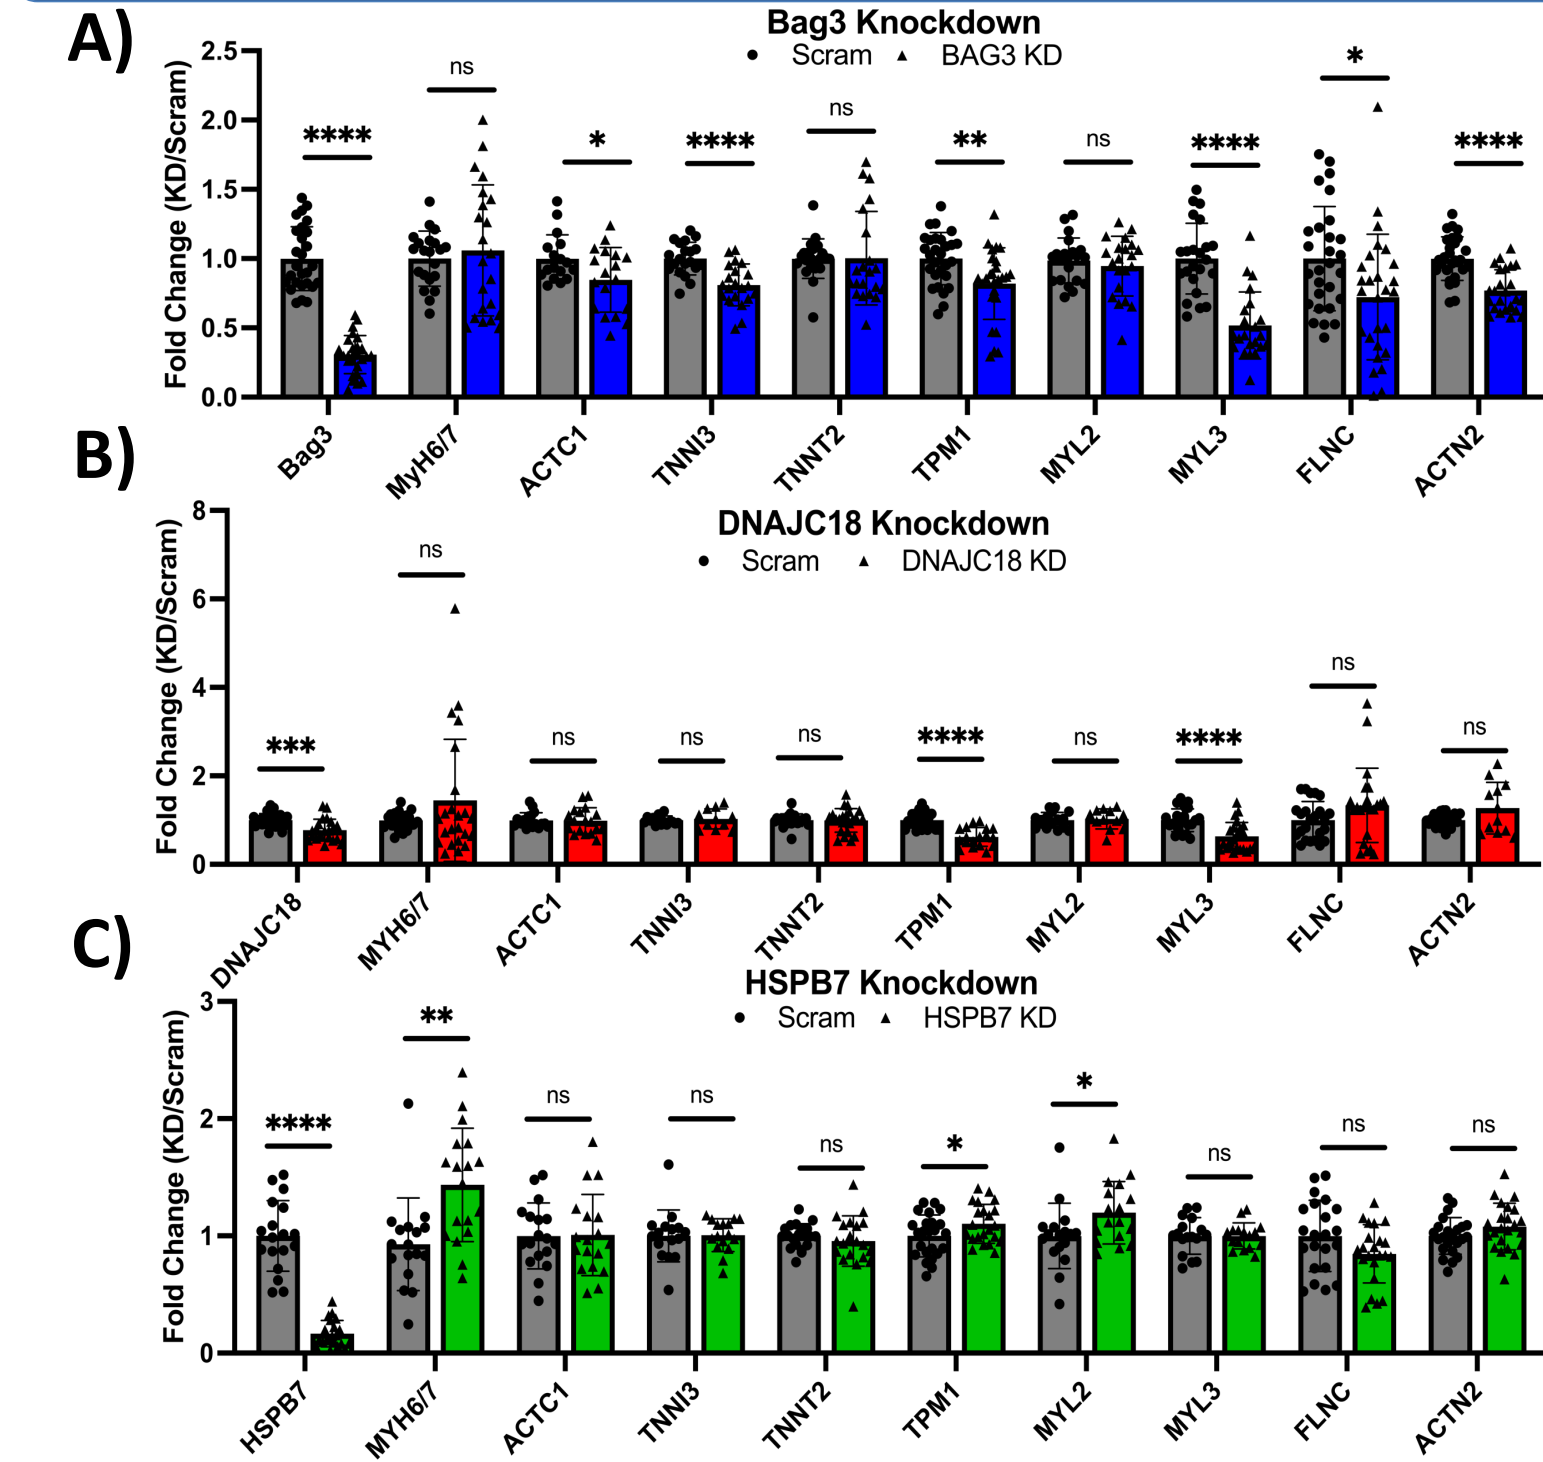 A)
Bag3 Knockdown
Scram BAG3 KD
Fold Change (KD/Scram)
2.5
2.0
1.5
1.0
0.5
0.0
**** ns * **** ns ** ns **** * ****
Bag3 MyH6/7 ACTC1 TNNI3 TNNT2 TPM1 MYL2 MYL3 FLNC ACTN2
B)
DNAJC18 Knockdown
Scram DNAJC18 KD
Fold Change (KD/Scram)
8
6
4
2
0
*** ns ns ns ns **** ns **** ns ns
DNAJC18 MYH6/7 ACTC1 TNNI3 TNNT2 TPM1 MYL2 MYL3 FLNC ACTN2
C)
HSPB7 Knockdown
Scram HSPB7 KD
Fold Change (KD/Scram)
3
2
1
0
**** ** ns ns ns * * ns ns ns
HSPB7 MYH6/7 ACTC1 TNNI3 TNNT2 TPM1 MYL2 MYL3 FLNC ACTN2